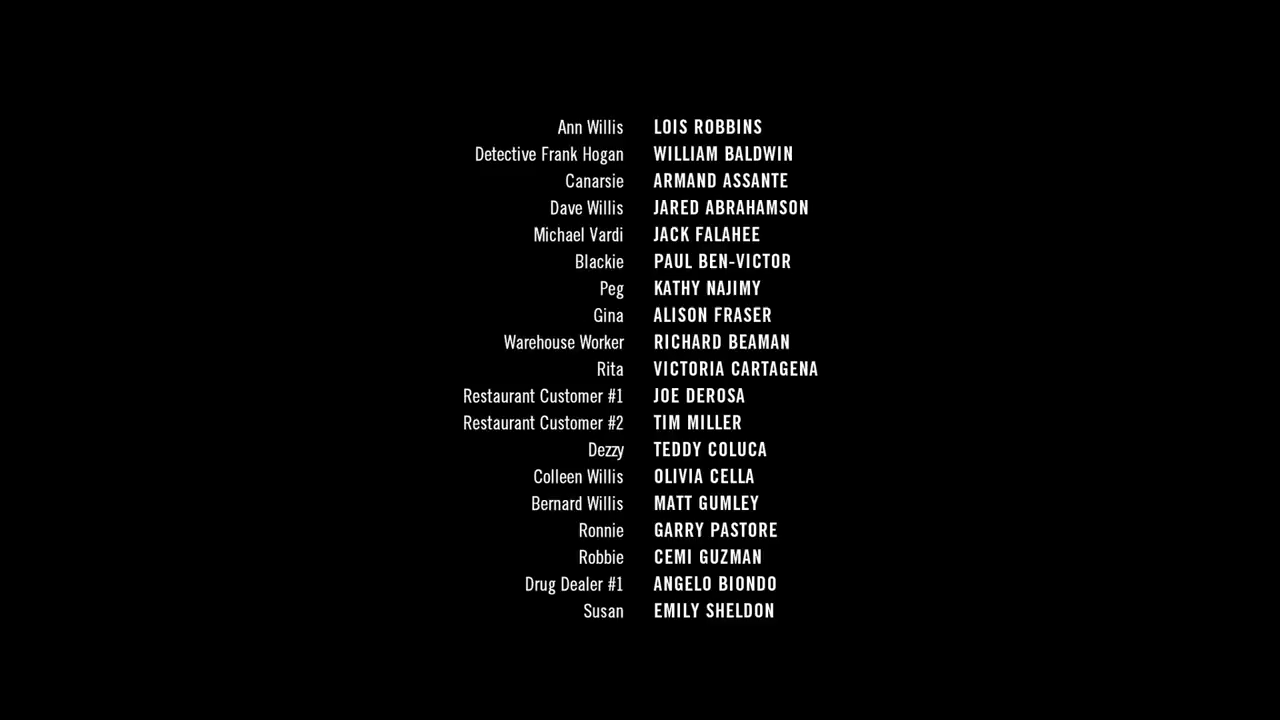 Ann Willis LOIS ROBBINS
Detective Frank Hogan WILLIAM BALDWIN
Canarsie ARMAND ASSANTE
Dave Willis JARED ABRAHAMSON
Michael Vardi JACK FALAHEE
Blackie PAUL BEN-VICTOR
Peg KATHY NAJIMY
Gina ALISON FRASER
Warehouse Worker RICHARD BEAMAN
Rita VICTORIA CARTAGENA
Restaurant Customer #1 JOE DEROSA
Restaurant Customer #2 TIM MILLER
Dezzy TEDDY COLUCA
Colleen Willis OLIVIA CELLA
Bernard Willis MATT GUMLEY
Ronnie GARRY PASTORE
Robbie CEMI GUZMAN
Drug Dealer #1 ANGELO BIONDO
Susan EMILY SHELDON